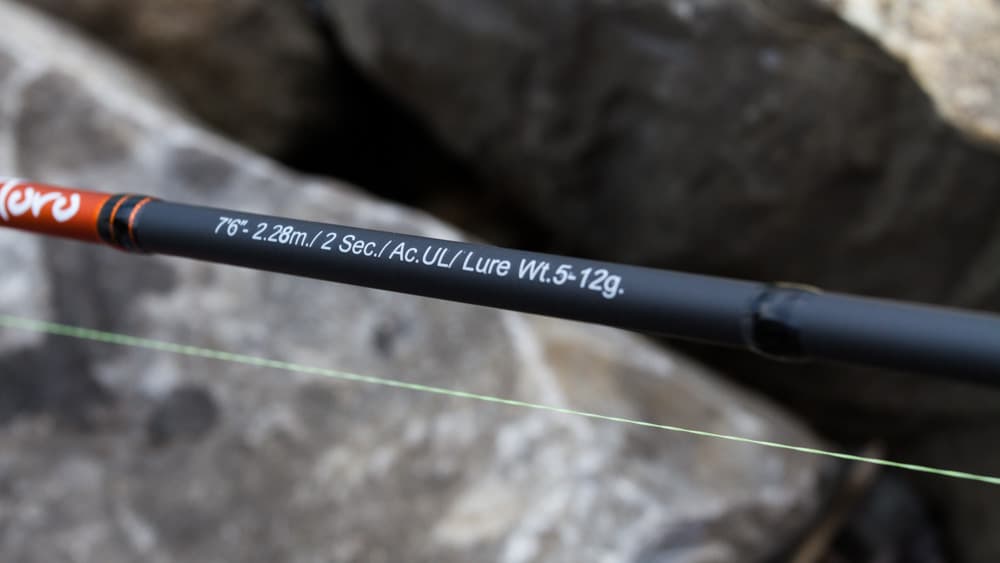 7'6"- 2.28m./ 2 Sec./ Ac.UL/ Lure Wt.5-12g.